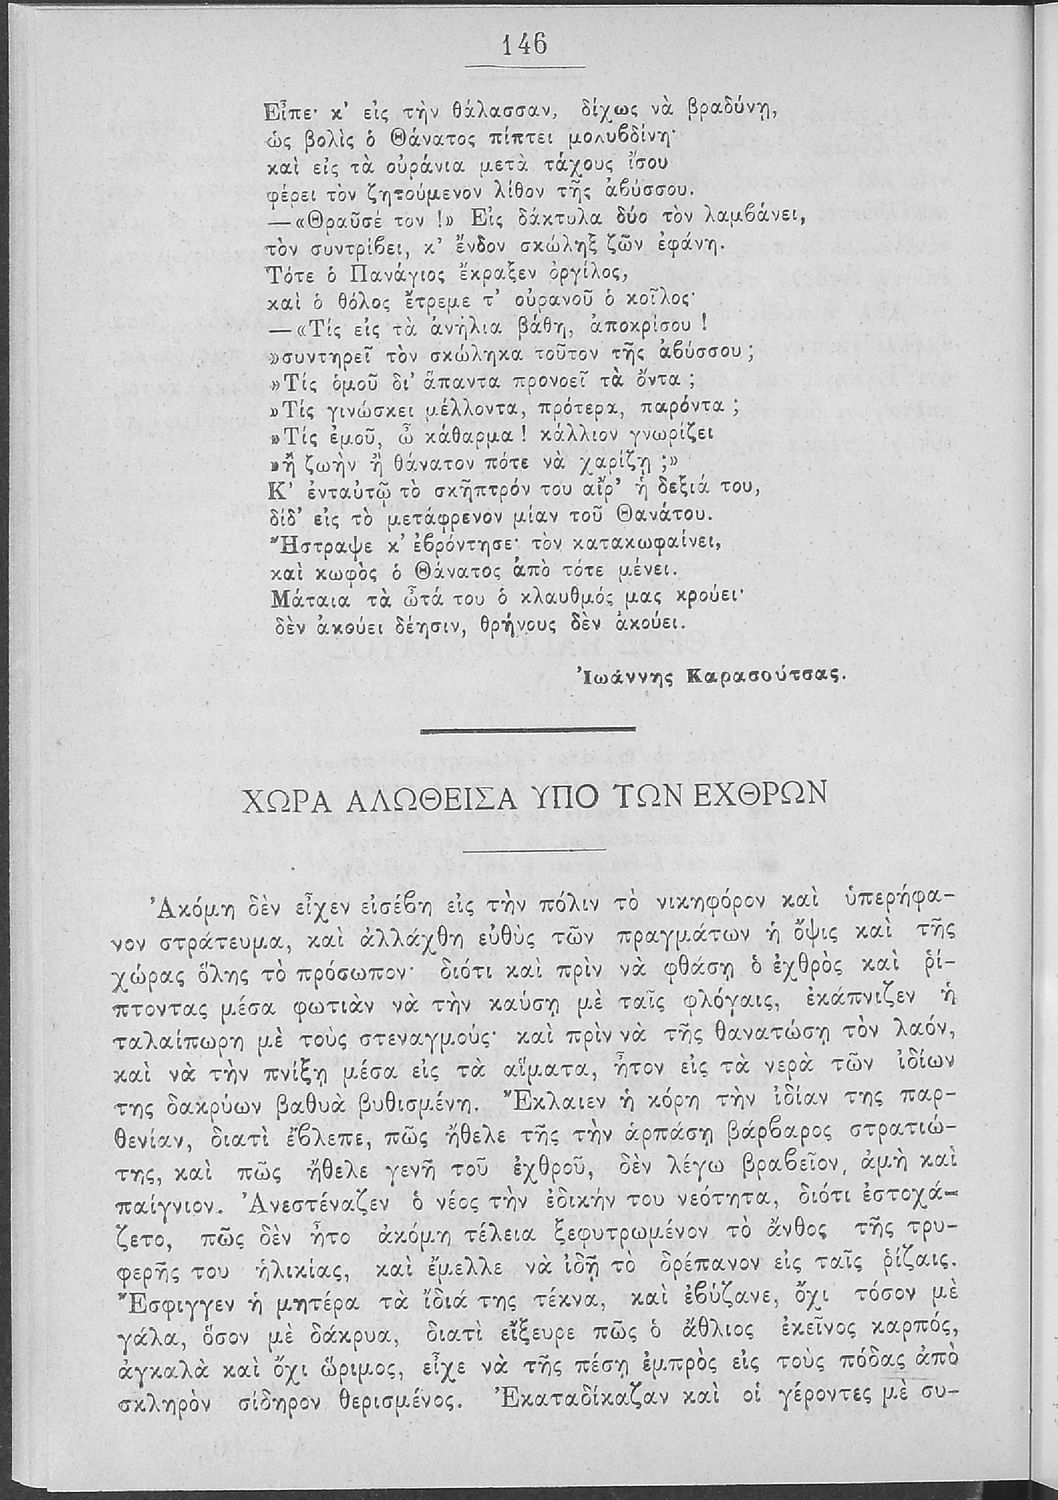 146
Εἶπε· κ' εἰς τὴν θάλασσαν, δίχως νὰ βραδύνῃ,
ὡς βολὶς ὁ Θάνατος πίπτει μολυβδίνη·
καὶ εἰς τὰ οὐράνια μετὰ τάχους ἴσου
φέρει τὸν ζητούμενον λίθον τῆς ἀβύσσου.
—«Θραῦσέ τον !» Εἰς δάκτυλα δύο τὸν λαμβάνει,
τὸν συντρίβει, κ' ἔνδον σκώληξ ζῶν ἐφάνη.
Τότε ὁ Πανάγιος ἔκραξεν ὀργίλος,
καὶ ὁ θόλος ἔτρεμε τ' οὐρανοῦ ὁ κοῖλος·
—«Τίς εἰς τὰ ἀνήλια βάθη, ἀποκρίσου !
»συντηρεῖ τὸν σκώληκα τοῦτον τῆς ἀβύσσου ;
»Τίς ὁμοῦ δι' ἅπαντα προνοεῖ τὰ ὄντα ;
»Τίς γινώσκει μέλλοντα, πρότερα, παρόντα ;
»Τίς ἐμοῦ, ὦ κάθαρμα ! κάλλιον γνωρίζει
»ἢ ζωὴν ἢ θάνατον πότε νὰ χαρίζῃ ;»
Κ' ἐνταὐτῷ τὸ σκῆπτρόν του αἶρ' ἡ δεξιά του,
δίδ' εἰς τὸ μετάφρενον μίαν τοῦ Θανάτου.
Ἤστραψε κ' ἐβρόντησε· τὸν κατακωφαίνει,
καὶ κωφὸς ὁ Θάνατος ἀπὸ τότε μένει.
Μάταια τὰ ὦτά του ὁ κλαυθμός μας κρούει·
δὲν ἀκούει δέησιν, θρήνους δὲν ἀκούει.
Ἰωάννης Καρασούτσας.
ΧΩΡΑ ΑΛΩΘΕΙΣΑ ΥΠΟ ΤΩΝ ΕΧΘΡΩΝ
Ἀκόμη δὲν εἶχεν εἰσέβη εἰς τὴν πόλιν τὸ νικηφόρον καὶ ὑπερήφα-
νον στράτευμα, καὶ ἀλλάχθη εὐθὺς τῶν πραγμάτων ἡ ὄψις καὶ τῆς
χώρας ὅλης τὸ πρόσωπον· διότι καὶ πρὶν νὰ φθάσῃ ὁ ἐχθρὸς καὶ ῥί-
πτοντας μέσα φωτιὰν νὰ τὴν καύσῃ μὲ ταῖς φλόγαις, ἐκάπνιζεν ἡ
ταλαίπωρη μὲ τοὺς στεναγμούς· καὶ πρὶν νὰ τῆς θανατώσῃ τὸν λαόν,
καὶ νὰ τὴν πνίξῃ μέσα εἰς τὰ αἵματα, ἦτον εἰς τὰ νερὰ τῶν ἰδίων
της δακρύων βαθυὰ βυθισμένη. Ἔκλαιεν ἡ κόρη τὴν ἰδίαν της παρ-
θενίαν, διατὶ ἔβλεπε, πῶς ἤθελε τῆς τὴν ἁρπάσῃ βάρβαρος στρατιώ-
της, καὶ πῶς ἤθελε γενῆ τοῦ ἐχθροῦ, δὲν λέγω βραβεῖον, ἀμὴ καὶ
παίγνιον. Ἀνεστέναζεν ὁ νέος τὴν ἐδικήν του νεότητα, διότι ἐστοχά-
ζετο, πῶς δὲν ἦτο ἀκόμη τέλεια ξεφυτρωμένον τὸ ἄνθος τῆς τρυ-
φερῆς του ἡλικίας, καὶ ἔμελλε νὰ ἰδῇ τὸ δρέπανον εἰς ταῖς ῥίζαις.
Ἔσφιγγεν ἡ μητέρα τὰ ἴδιά της τέκνα, καὶ ἐβύζανε, ὄχι τόσον μὲ
γάλα, ὅσον μὲ δάκρυα, διατὶ εἴξευρε πῶς ὁ ἄθλιος ἐκεῖνος καρπός,
ἀγκαλὰ καὶ ὄχι ὥριμος, εἶχε νὰ τῆς πέσῃ ἐμπρὸς εἰς τοὺς πόδας ἀπὸ
σκληρὸν σίδηρον θερισμένος. Ἐκαταδίκαζαν καὶ οἱ γέροντες μὲ συ-